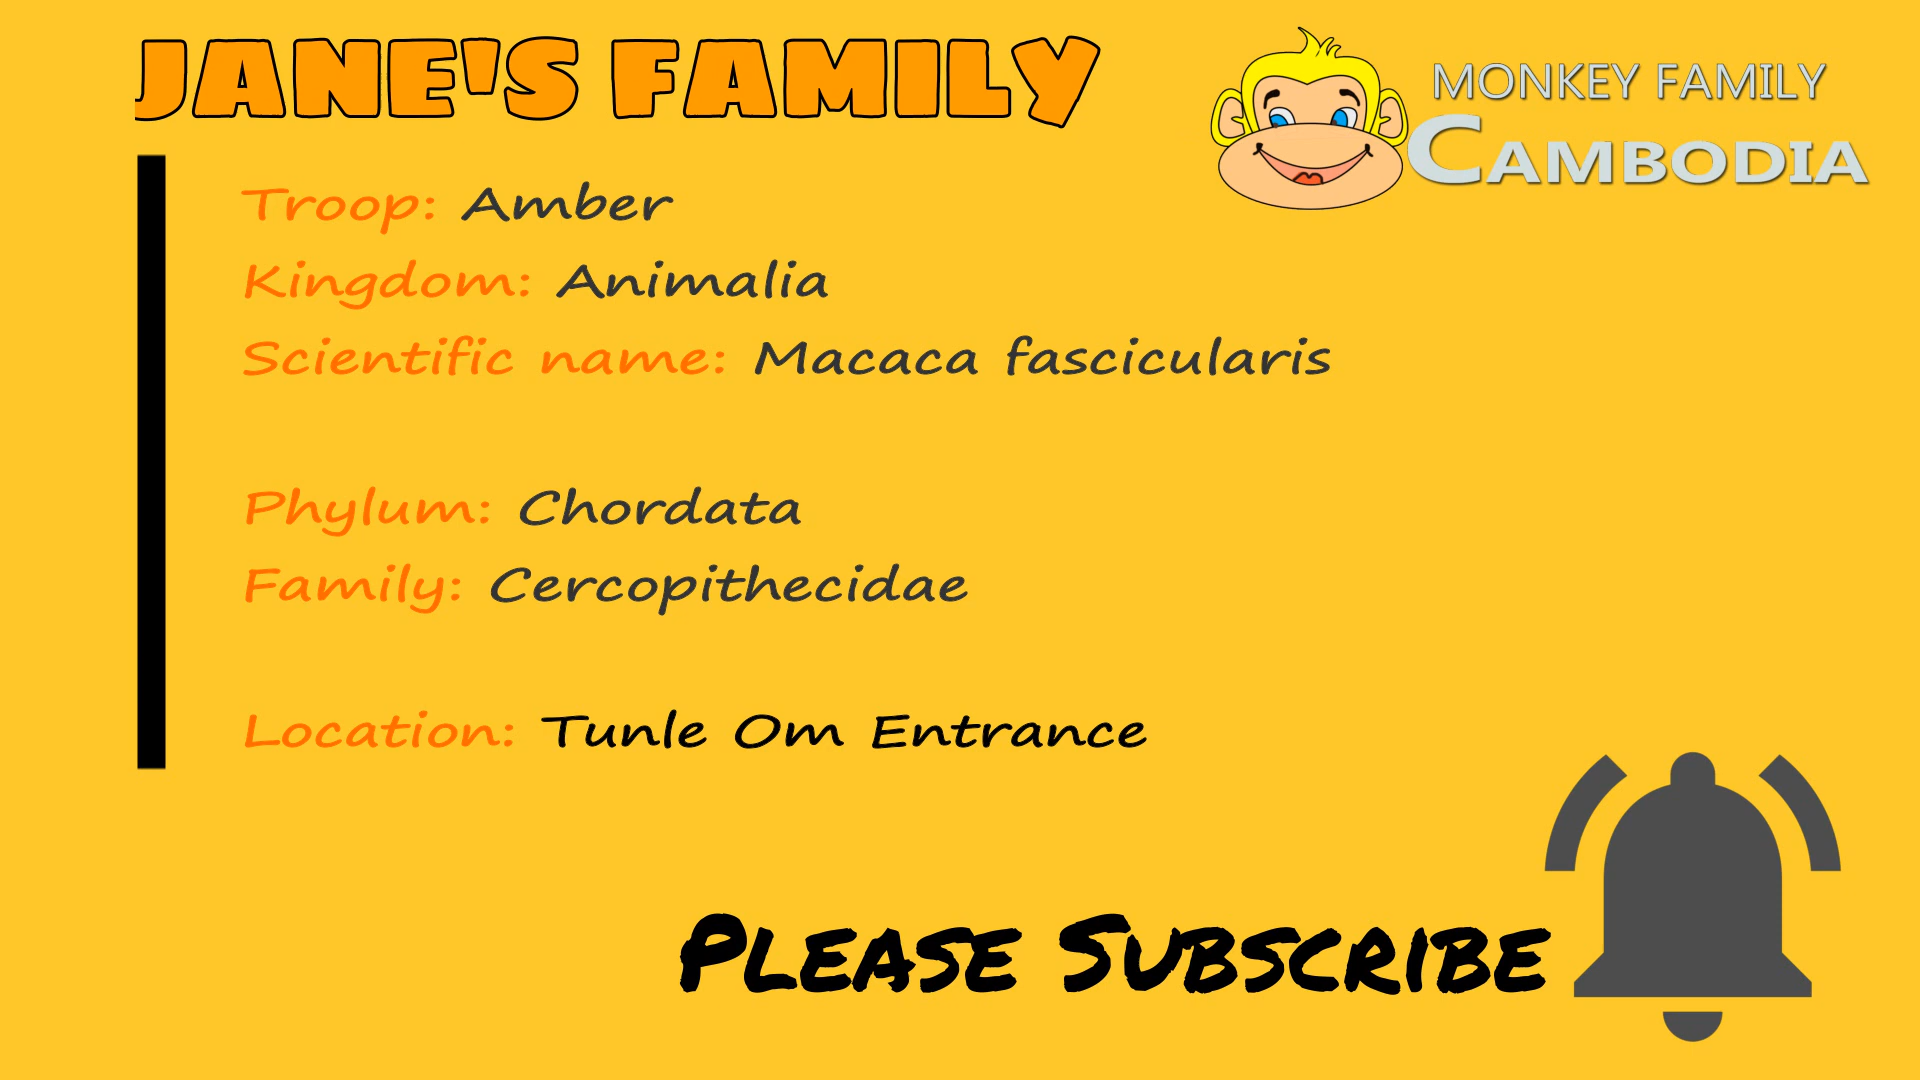 JANE'S FAMILY
MONKEY FAMILY
CAMBODIA
Troop: Amber
Kingdom: Animalia
Scientific name: Macaca fascicularis
Phylum: Chordata
Family: Cercopithecidae
Location: Tunle Om Entrance
PLEASE SUBSCRIBE